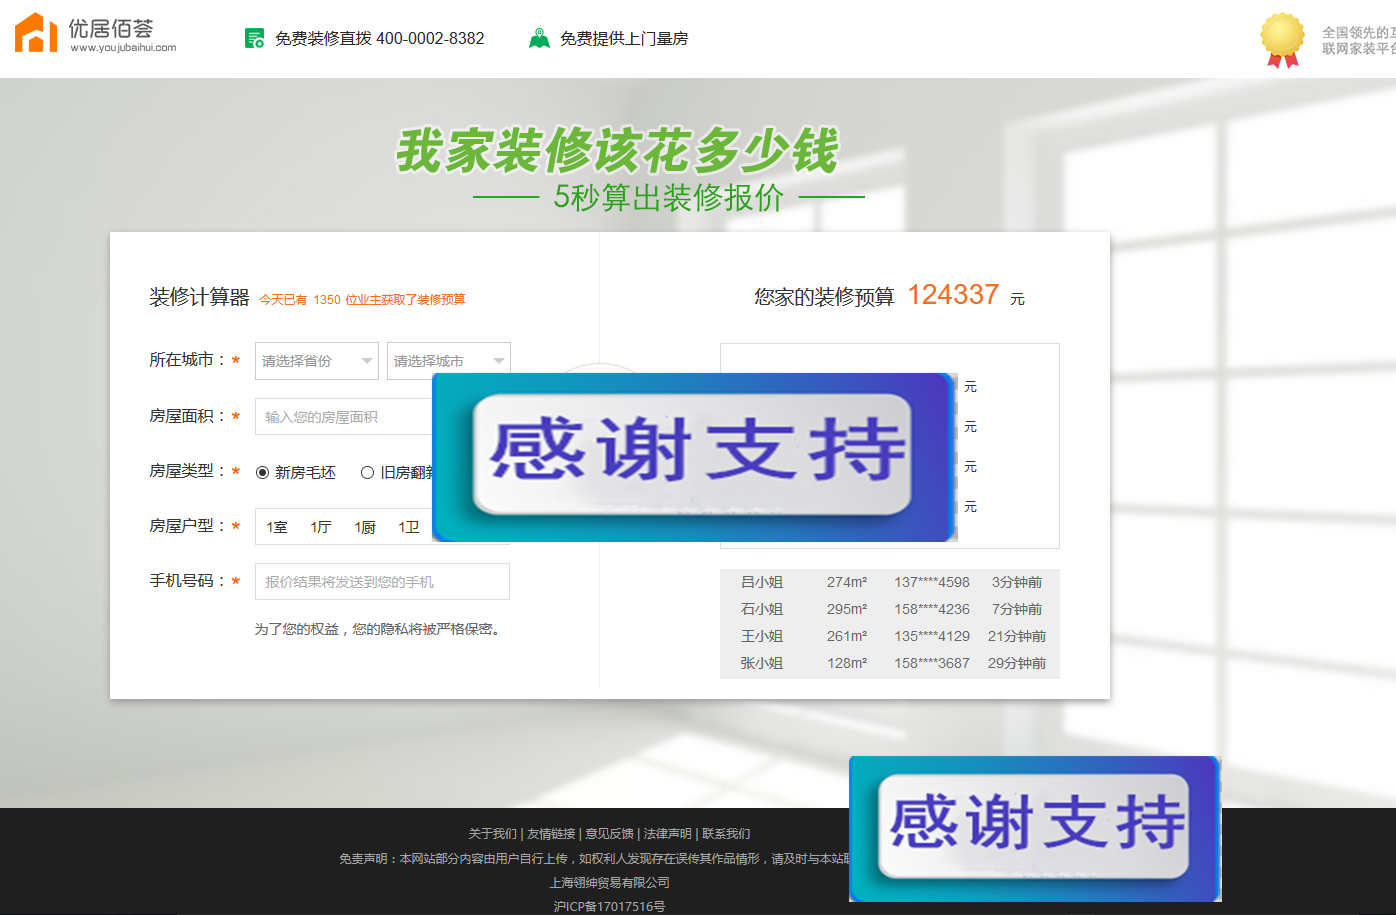 优居佰荟
www.youjubaihui.com
免费装修直拔 400-0002-8382
免费提供上门量房
全国领先的互
联网家装平台
我家装修该花多少钱
5秒算出装修报价
装修计算器 今天已有 1350 位业主获取了装修预算
所在城市：* 请选择省份 请选择城市
房屋面积：* 输入您的房屋面积
房屋类型：* 新房毛坯 旧房翻新
房屋户型：* 1室 1厅 1厨 1卫
手机号码：* 报价结果将发送到您的手机
为了您的权益，您的隐私将被严格保密。
您家的装修预算 124337 元
元
元
元
元
感谢支持
吕小姐 274m² 137****4598 3分钟前
石小姐 295m² 158****4236 7分钟前
王小姐 261m² 135****4129 21分钟前
张小姐 128m² 158****3687 29分钟前
感谢支持
关于我们 | 友情链接 | 意见反馈 | 法律声明 | 联系我们
免责声明：本网站部分内容由用户自行上传，如权利人发现存在误传其作品情形，请及时与本站联
上海翎绅贸易有限公司
沪ICP备17017516号